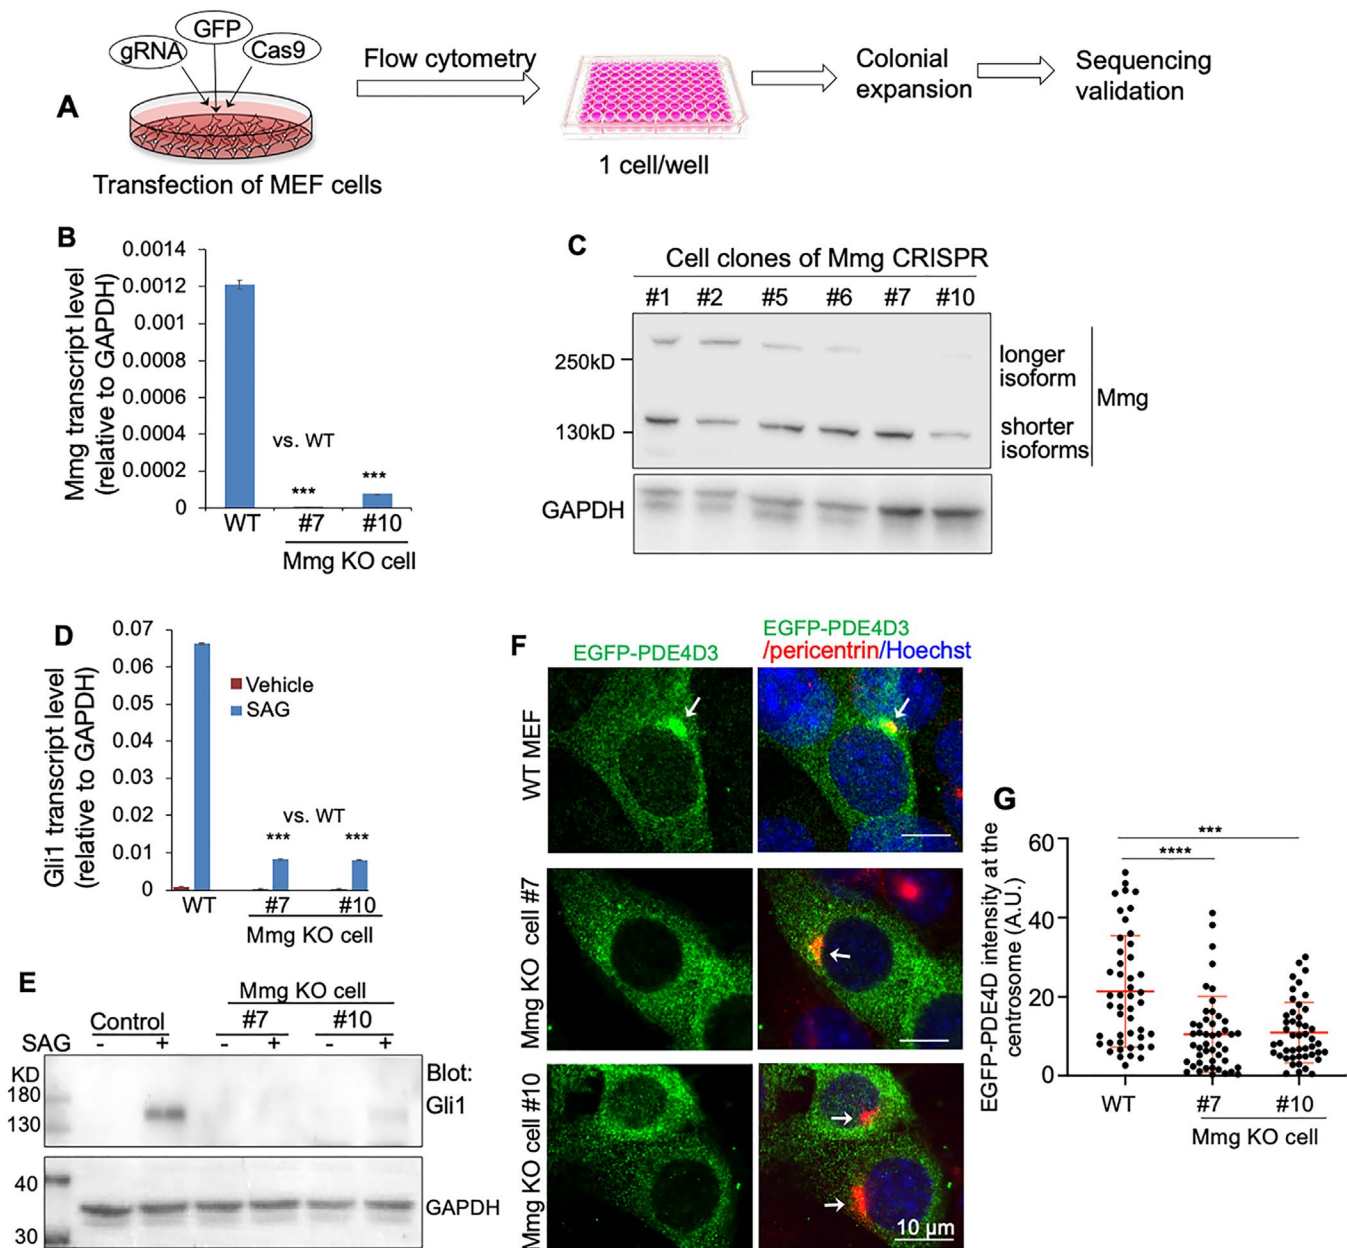 A
gRNA
GFP
Cas9
Transfection of MEF cells
Flow cytometry
1 cell/well
Colonial
expansion
Sequencing
validation
B
Mmg transcript level
(relative to GAPDH)
0.0014
0.0012
0.001
0.0008
0.0006
0.0004
0.0002
0
vs. WT
***
***
WT
#7
#10
Mmg KO cell
C
Cell clones of Mmg CRISPR
#1 #2 #5 #6 #7 #10
250kD
130kD
longer
isoform
shorter
isoforms
Mmg
GAPDH
D
Gli1 transcript level
(relative to GAPDH)
0.07
0.06
0.05
0.04
0.03
0.02
0.01
0
Vehicle
SAG
vs. WT
***
***
WT
#7
#10
Mmg KO cell
E
Mmg KO cell
Control #7 #10
SAG - + - + - +
KD
180
130
Blot:
Gli1
40
30
GAPDH
F
EGFP-PDE4D3
EGFP-PDE4D3
/pericentrin/Hoechst
WT MEF
Mmg KO cell #7
Mmg KO cell #10
10 µm
G
EGFP-PDE4D intensity at the
centrosome (A.U.)
60
40
20
0
***
****
WT
#7
#10
Mmg KO cell